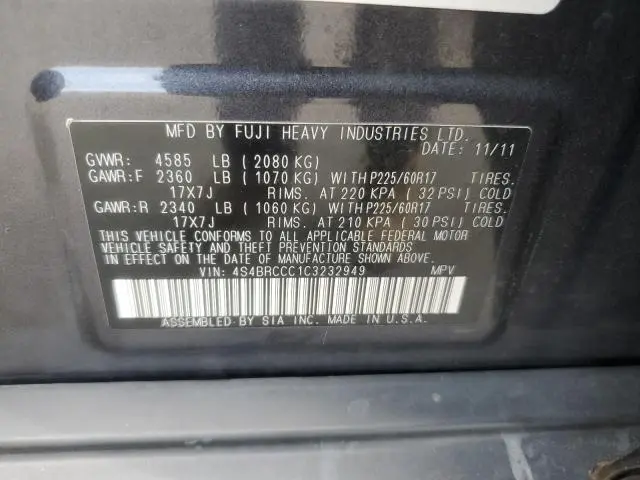 MFD BY FUJI HEAVY INDUSTRIES LTD.
DATE: 11/11
GVWR: 4585 LB (2080 KG)
GAWR:F 2360 LB (1070 KG) WITH P225/60R17 TIRES.
17X7J RIMS. AT 220 KPA (32 PSI) COLD
GAWR:R 2340 LB (1060 KG) WITH P225/60R17 TIRES.
17X7J RIMS. AT 210 KPA (30 PSI) COLD
THIS VEHICLE CONFORMS TO ALL APPLICABLE FEDERAL MOTOR
VEHICLE SAFETY AND THEFT PREVENTION STANDARDS
IN EFFECT ON THE DATE OF MANUFACTURE SHOWN ABOVE.
VIN: 4S4BRCCC1C3232949 MPV
ASSEMBLED BY SIA INC. MADE IN U.S.A.